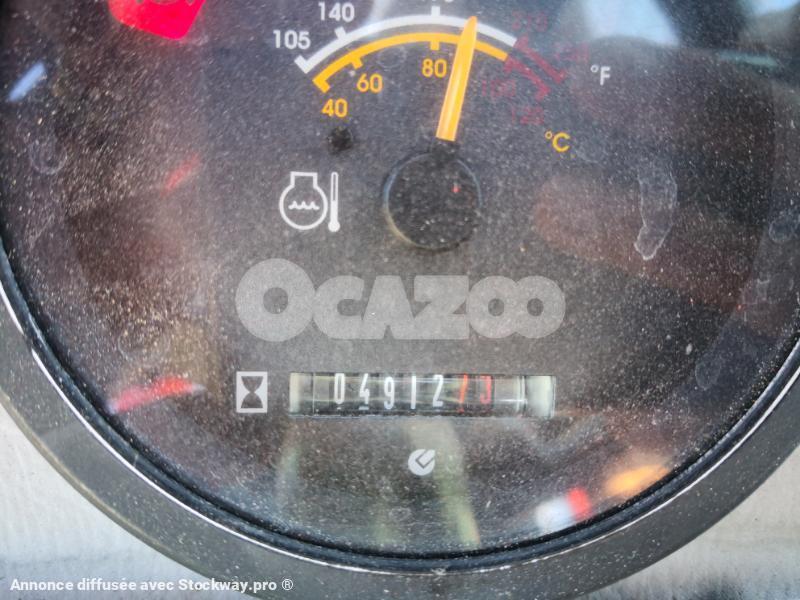 105 140
40 60 80 °F
°C
OCAZOO
04912
Annonce diffusée avec Stockway.pro ®